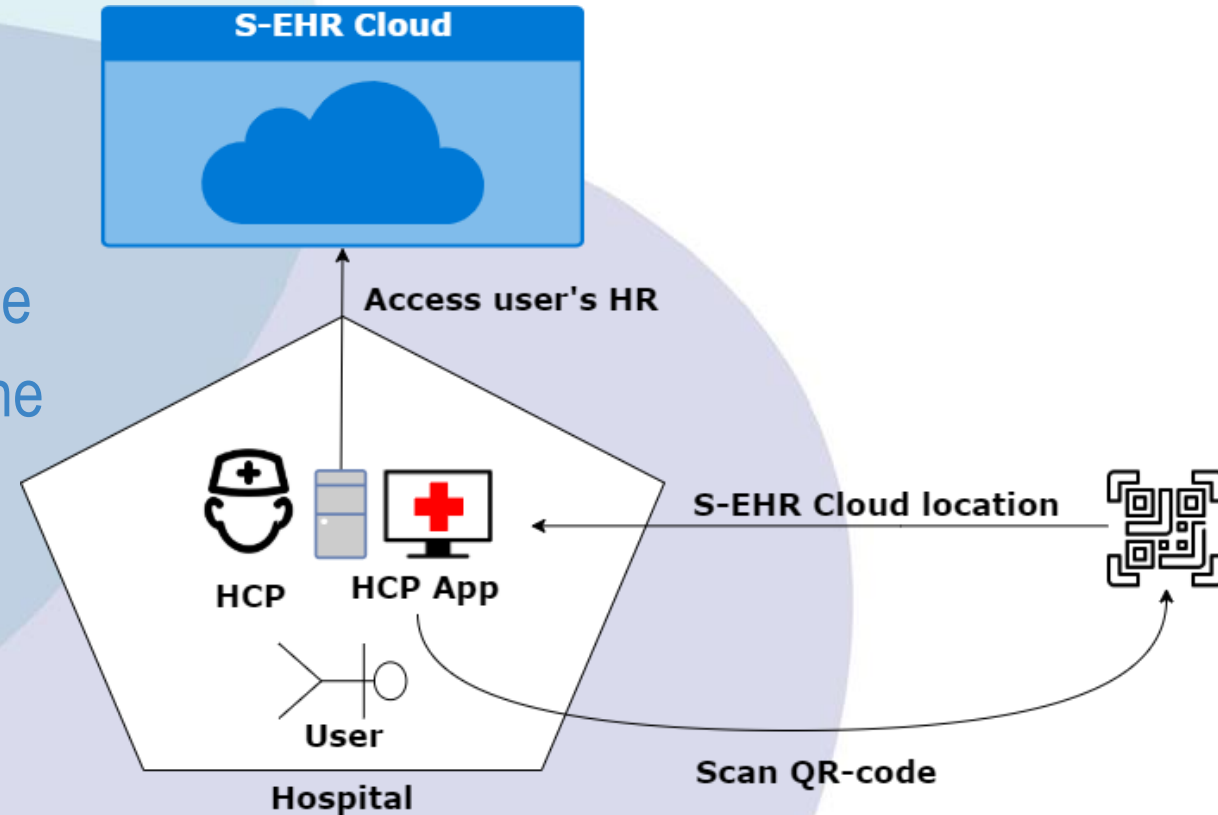 S-EHR Cloud
Access user's HR
S-EHR Cloud location
HCP
HCP App
User
Scan QR-code
Hospital